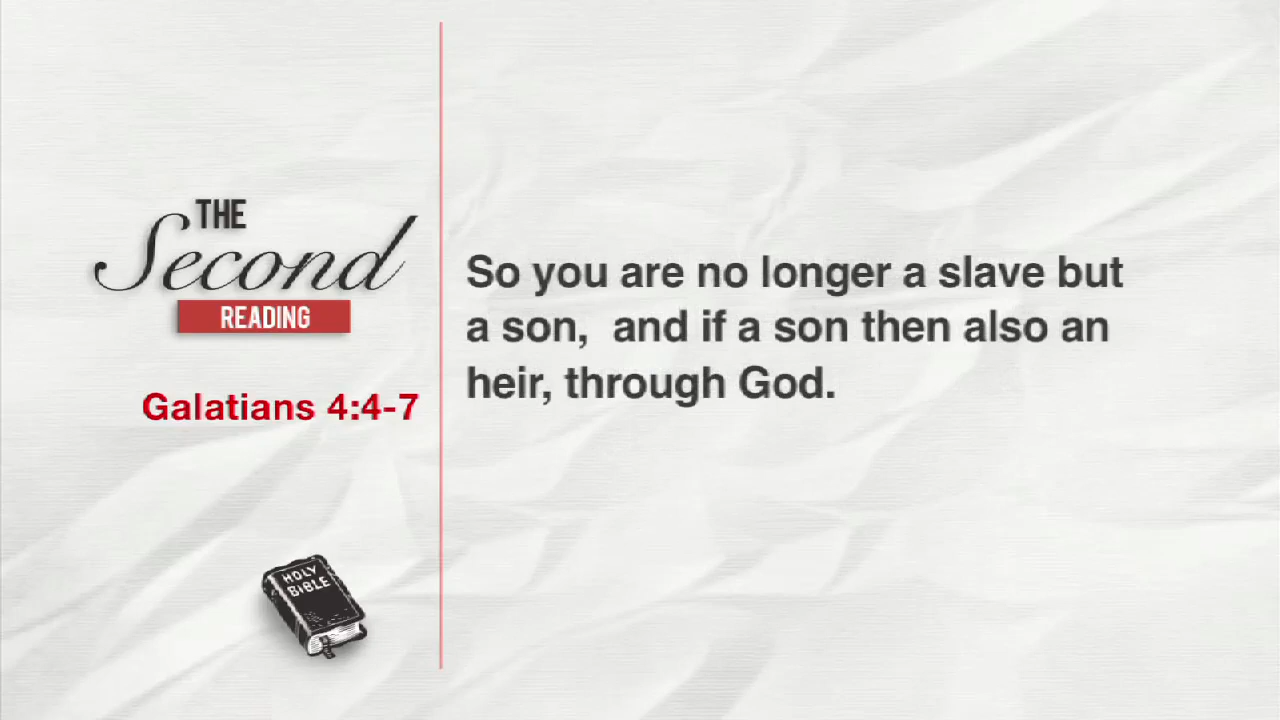 THE
Second
READING
Galatians 4:4-7
HOLY
BIBLE
So you are no longer a slave but
a son,  and if a son then also an
heir, through God.